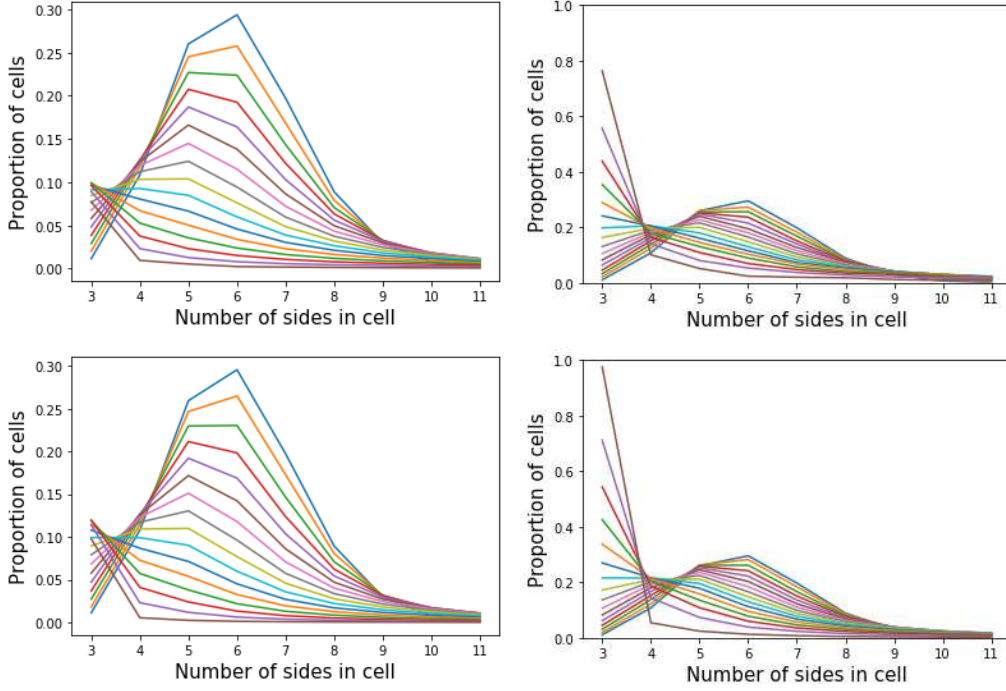 Proportion of cells
0.30
0.25
0.20
0.15
0.10
0.05
0.00
3 4 5 6 7 8 9 10 11
Number of sides in cell
Proportion of cells
1.0
0.8
0.6
0.4
0.2
0.0
3 4 5 6 7 8 9 10 11
Number of sides in cell
Proportion of cells
0.30
0.25
0.20
0.15
0.10
0.05
0.00
3 4 5 6 7 8 9 10 11
Number of sides in cell
Proportion of cells
1.0
0.8
0.6
0.4
0.2
0.0
3 4 5 6 7 8 9 10 11
Number of sides in cell